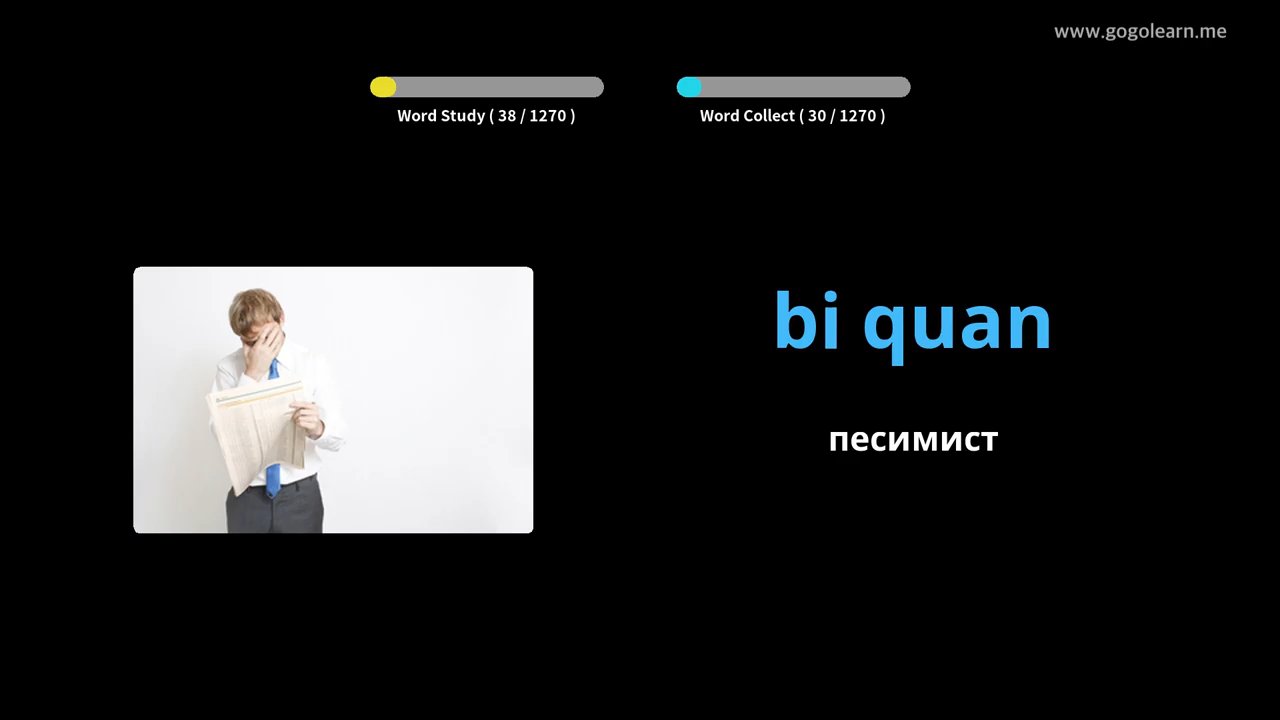 www.gogolearn.me
Word Study ( 38 / 1270 )
Word Collect ( 30 / 1270 )
bi quan
песимист